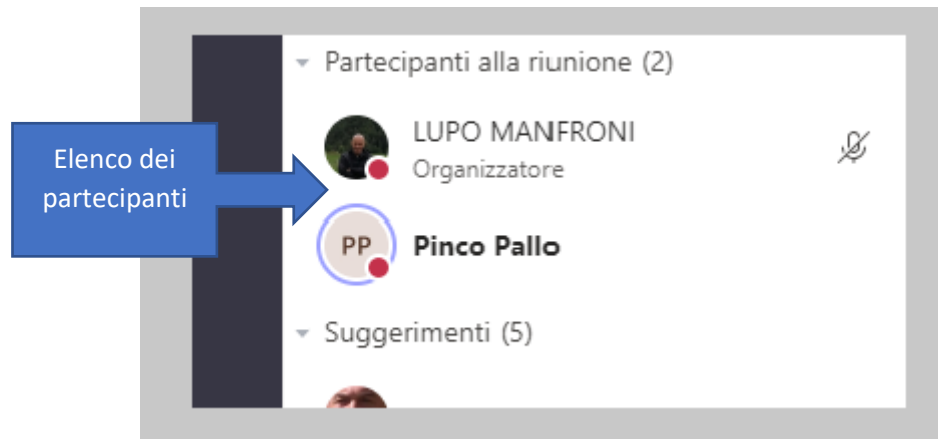 Partecipanti alla riunione (2)
LUPO MANFRONI
Organizzatore
Elenco dei
partecipanti
PP
Pinco Pallo
Suggerimenti (5)